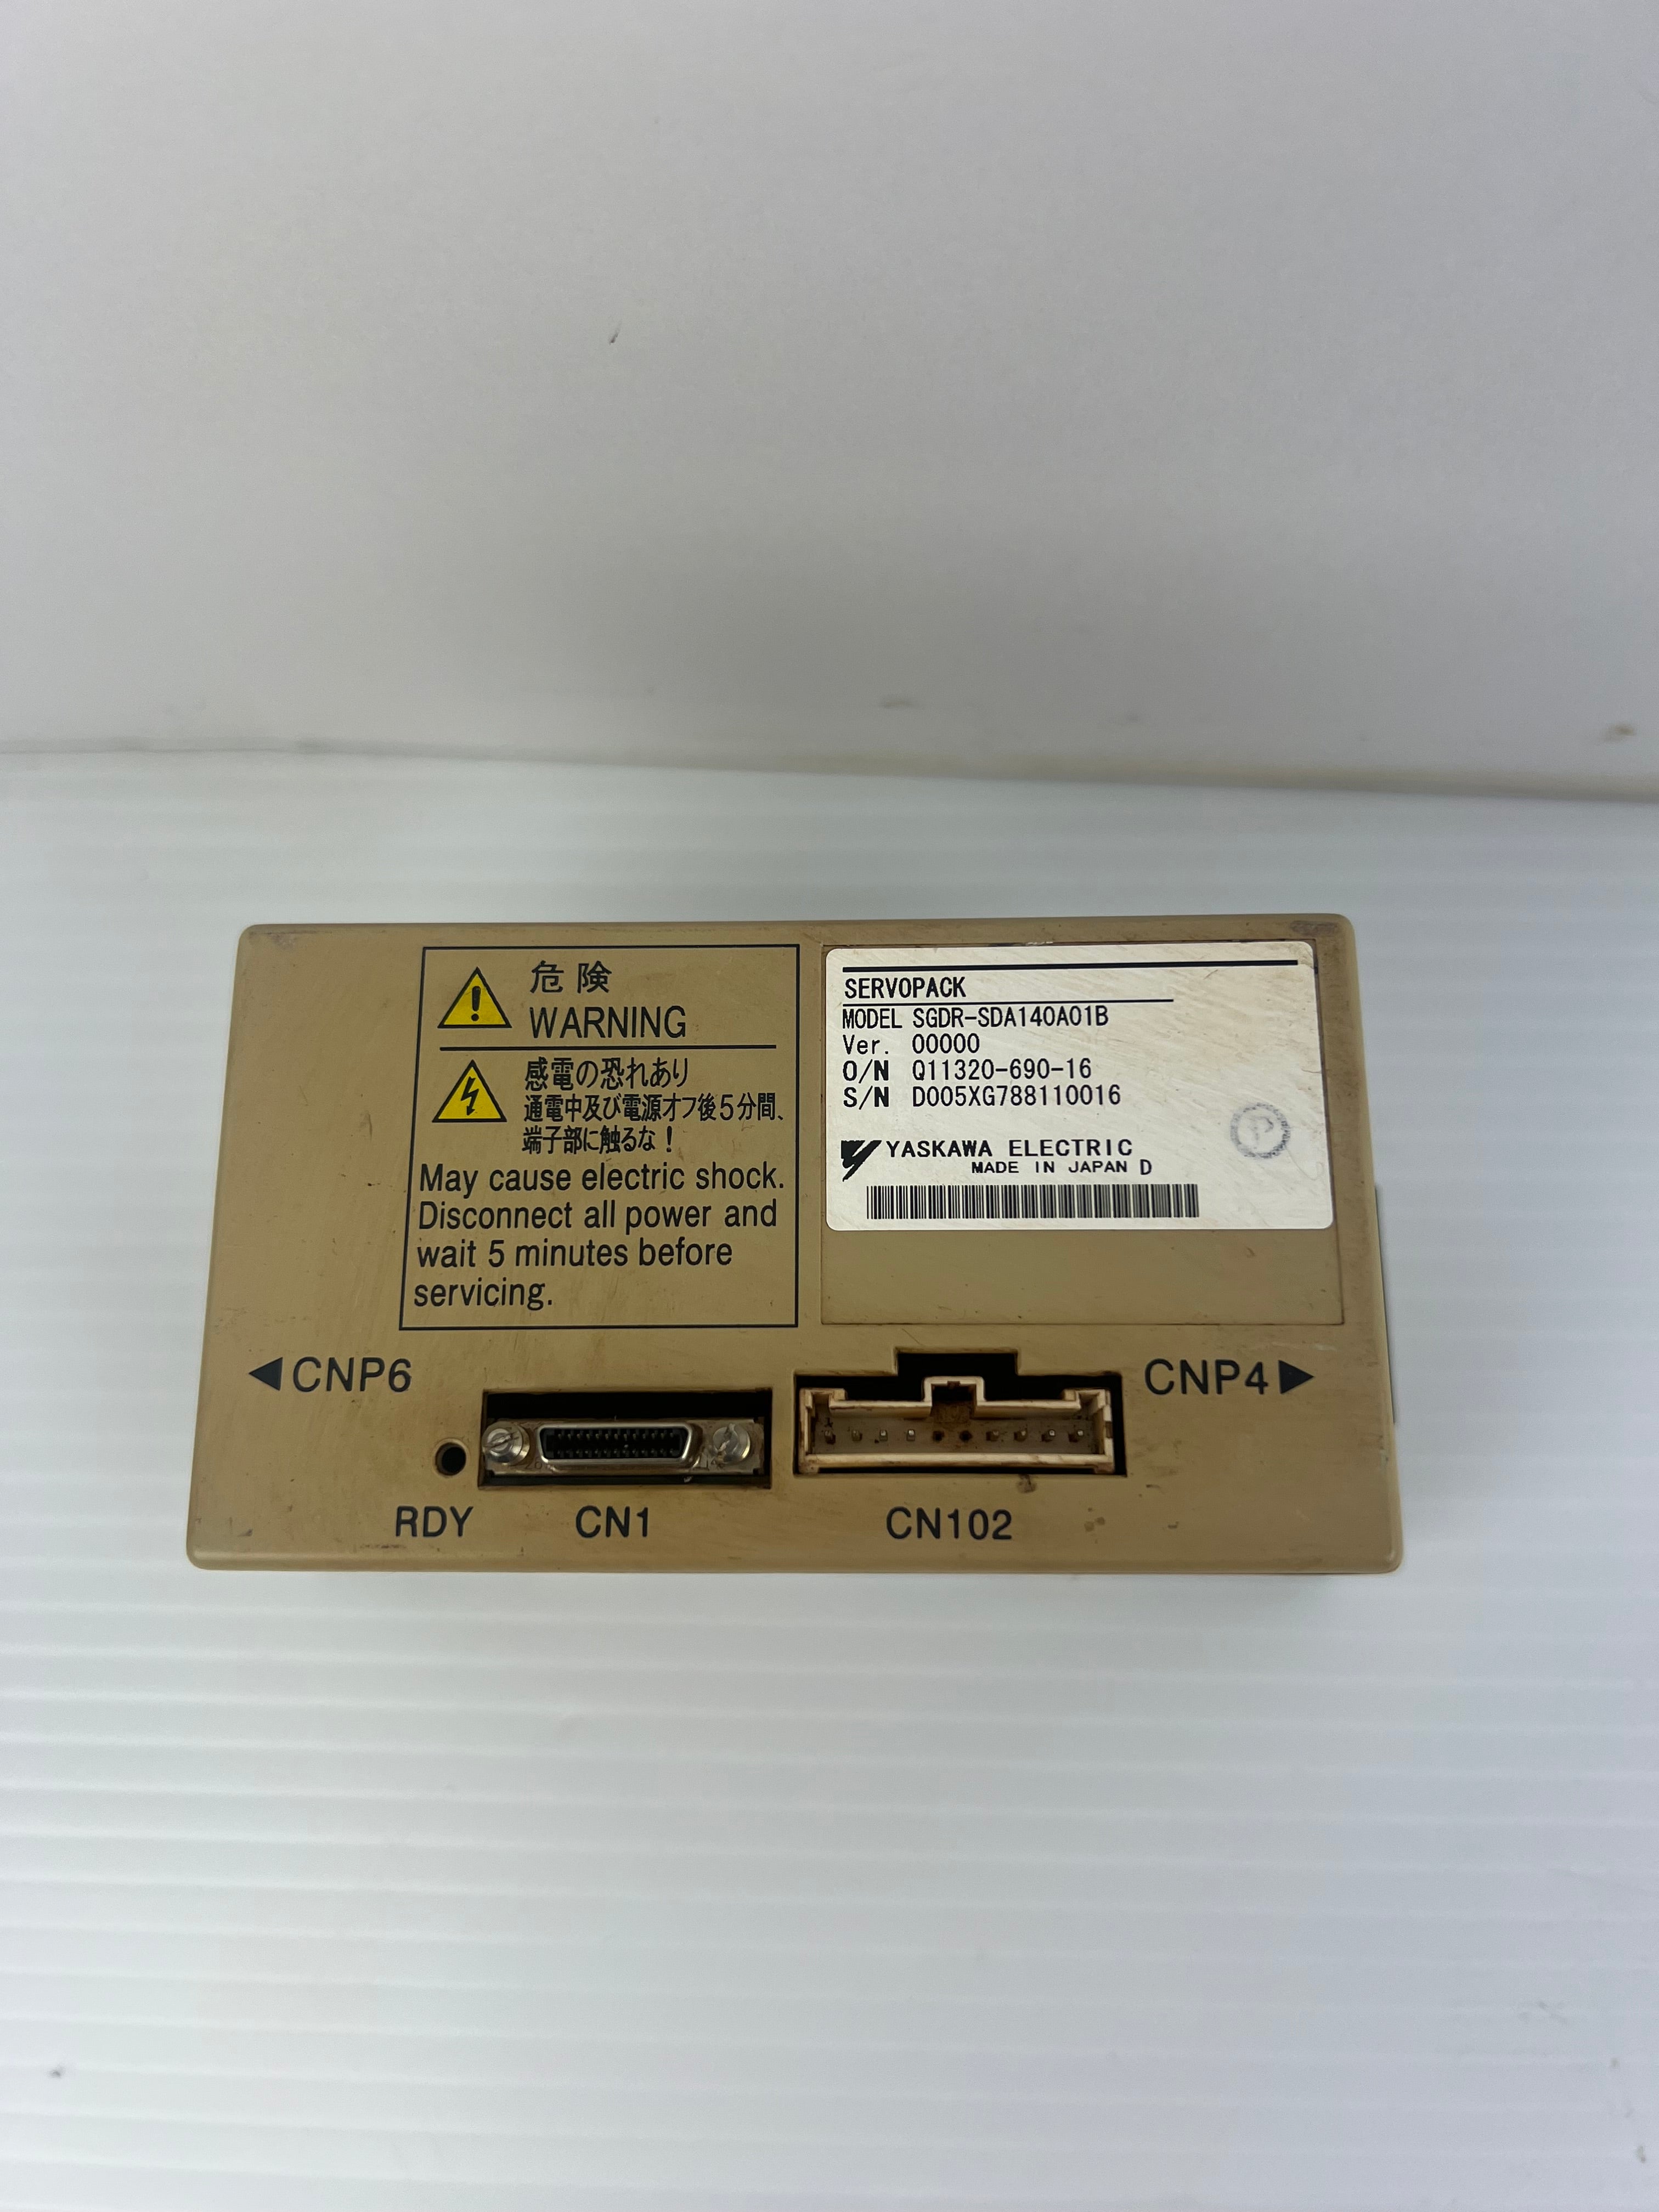 危険
WARNING
感電の恐れあり
通電中及び電源オフ後5分間、
端子部に触るな!
May cause electric shock.
Disconnect all power and
wait 5 minutes before
servicing.
SERVOPACK
MODEL SGDR-SDA140A01B
Ver. 00000
O/N Q11320-690-16
S/N D005XG788110016
P
YASKAWA ELECTRIC
MADE IN JAPAN D
◀CNP6
CNP4▶
RDY
CN1
CN102